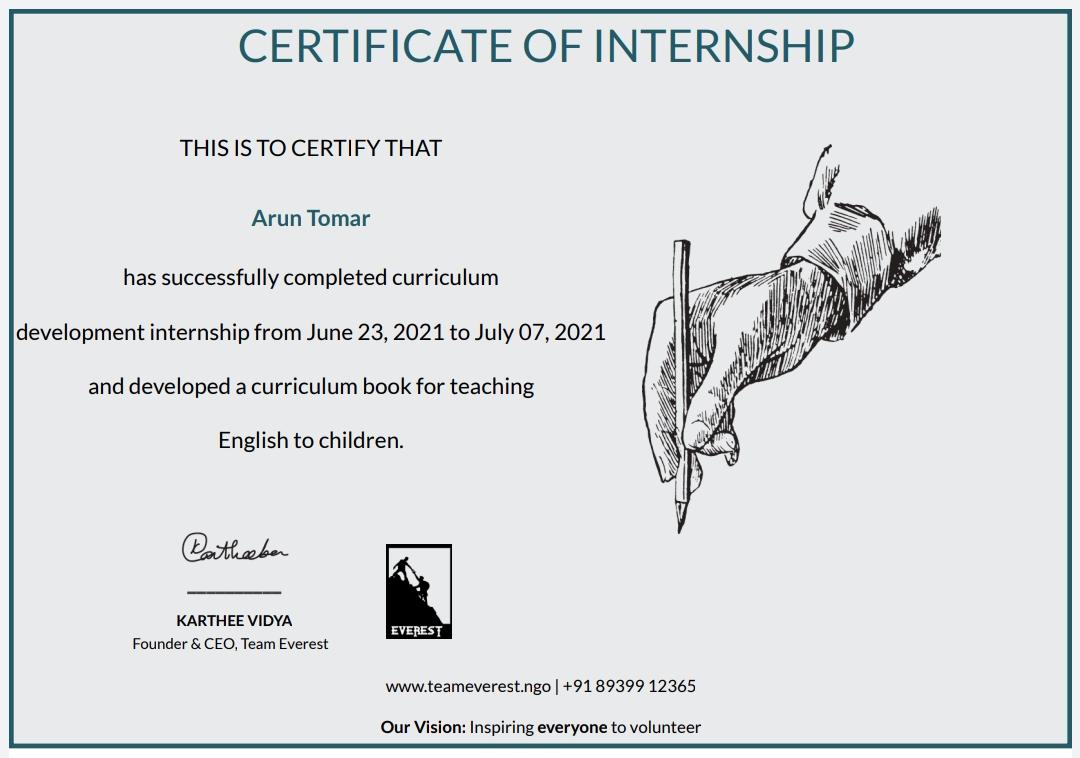 CERTIFICATE OF INTERNSHIP
THIS IS TO CERTIFY THAT
Arun Tomar
has successfully completed curriculum
development internship from June 23, 2021 to July 07, 2021
and developed a curriculum book for teaching
English to children.
KARTHEE VIDYA
Founder & CEO, Team Everest
EVEREST
www.teameverest.ngo | +91 89399 12365
Our Vision: Inspiring everyone to volunteer